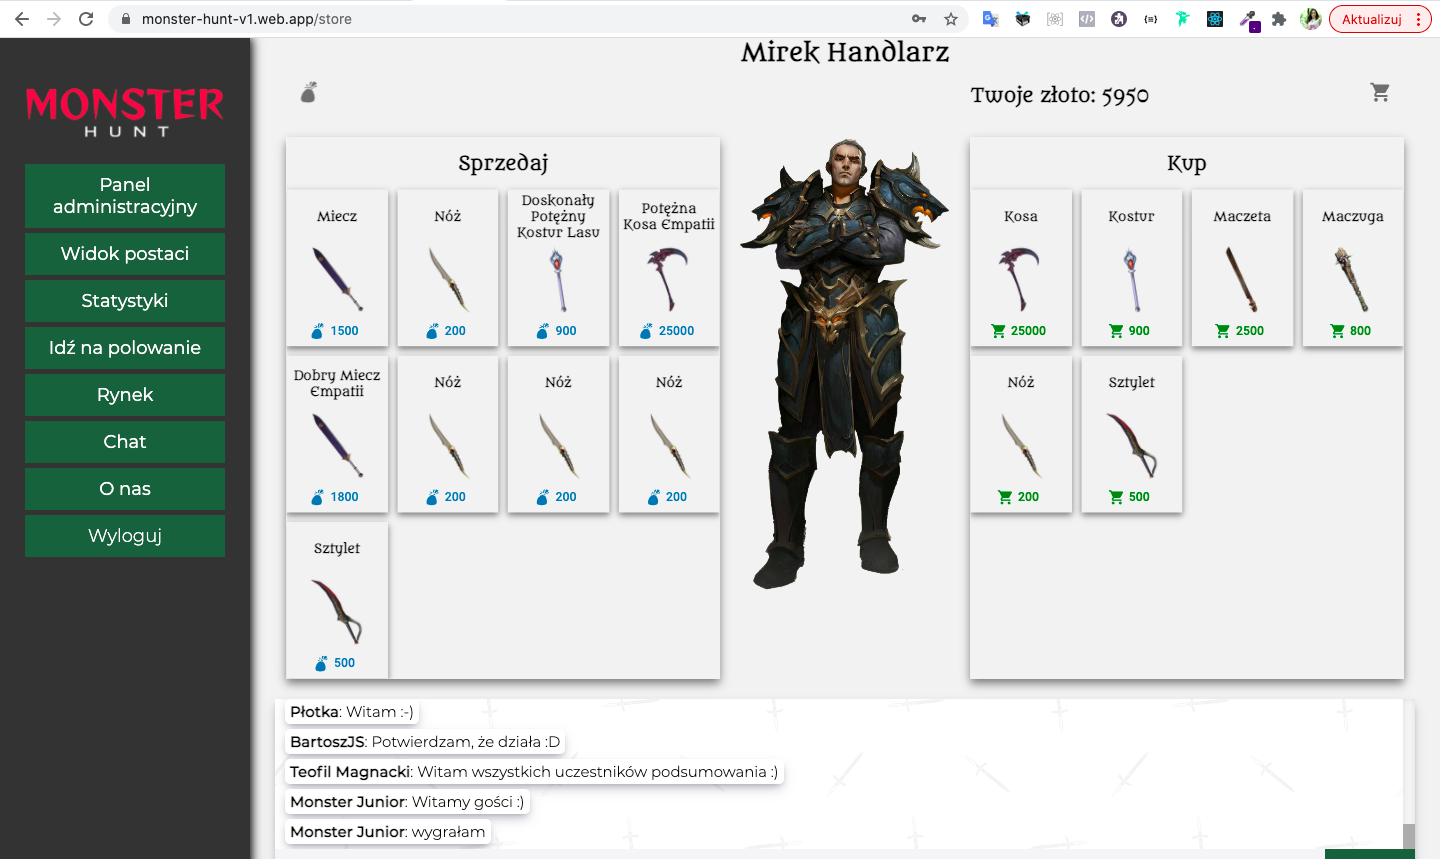 monster-hunt-v1.web.app/store
Aktualizuj
MONSTER
HUNT
Panel
administracyjny
Widok postaci
Statystyki
Idź na polowanie
Rynek
Chat
O nas
Wyloguj
Mirek Handlarz
Twoje złoto: 5950
Sprzedaj
Miecz
1500
Nóż
200
Doskonały
Potężny
Kostur Lasu
900
Potężna
Kosa Empatii
25000
Dobry Miecz
Empatii
1800
Nóż
200
Nóż
200
Nóż
200
Sztylet
500
Kup
Kosa
25000
Kostur
900
Maczeta
2500
Maczuga
800
Nóż
200
Sztylet
500
Płotka: Witam :-)
BartoszJS: Potwierdzam, że działa :D
Teofil Magnacki: Witam wszystkich uczestników podsumowania :)
Monster Junior: Witamy gości :)
Monster Junior: wygrałam